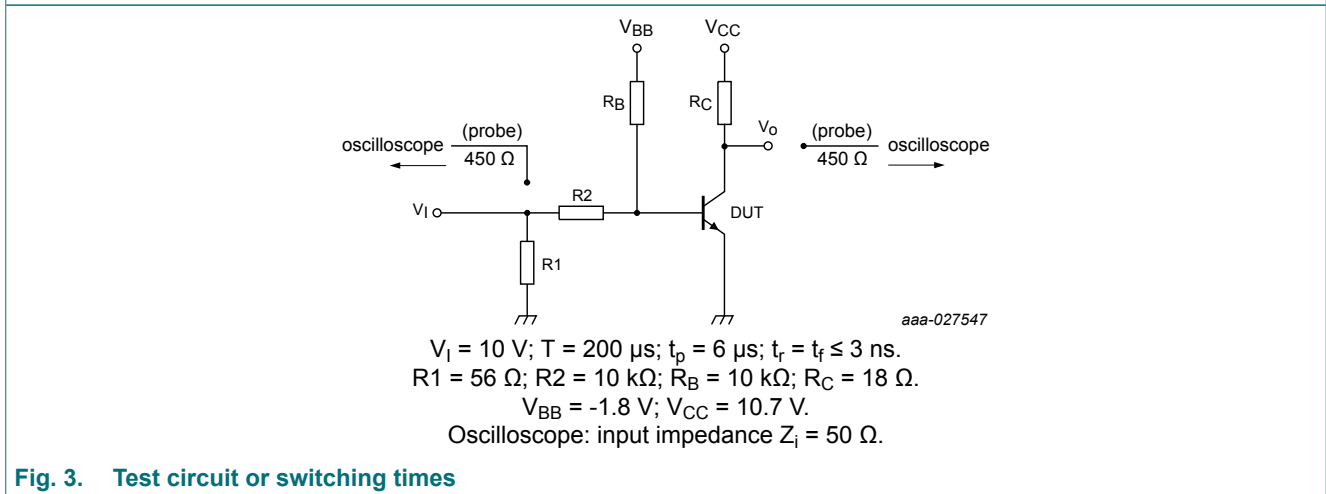 VBB
VCC
RB
RC
Vo
(probe)
oscilloscope
450 Ω
(probe)
oscilloscope
450 Ω
R2
VI
DUT
R1
aaa-027547
VI = 10 V; T = 200 μs; tp = 6 μs; tr = tf ≤ 3 ns.
R1 = 56 Ω; R2 = 10 kΩ; RB = 10 kΩ; RC = 18 Ω.
VBB = -1.8 V; VCC = 10.7 V.
Oscilloscope: input impedance Zi = 50 Ω.
Fig. 3. Test circuit or switching times